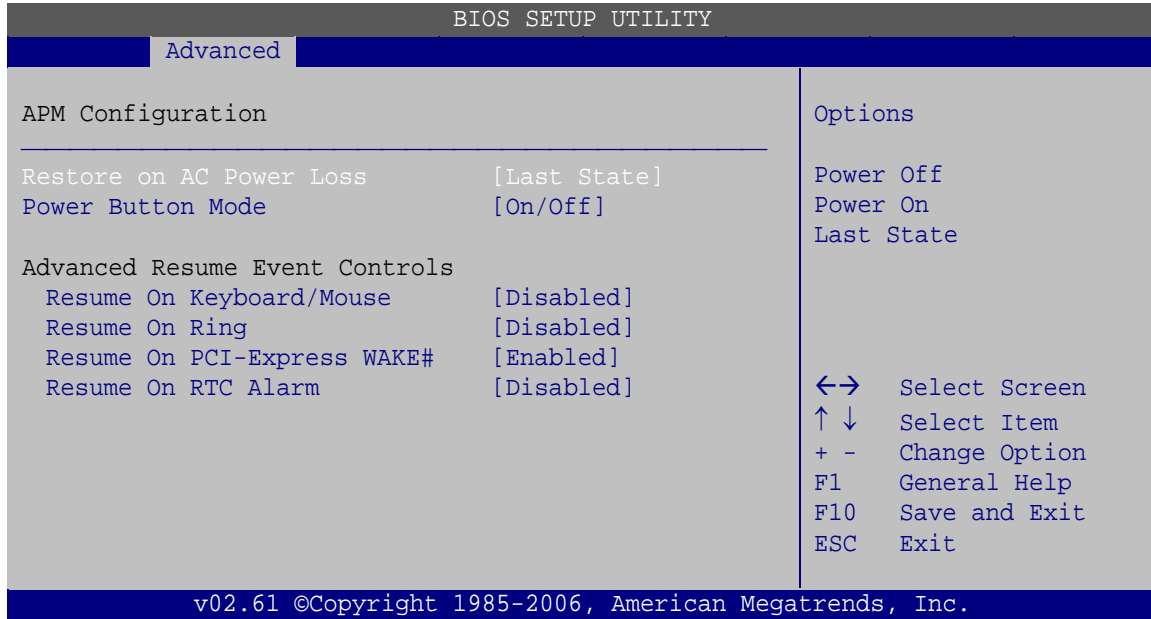 BIOS SETUP UTILITY
Advanced
APM Configuration
Restore on AC Power Loss [Last State]
Power Button Mode [On/Off]
Advanced Resume Event Controls
Resume On Keyboard/Mouse [Disabled]
Resume On Ring [Disabled]
Resume On PCI-Express WAKE# [Enabled]
Resume On RTC Alarm [Disabled]
Options
Power Off
Power On
Last State
←→ Select Screen
↑ ↓ Select Item
+ - Change Option
F1 General Help
F10 Save and Exit
ESC Exit
v02.61 ©Copyright 1985-2006, American Megatrends, Inc.